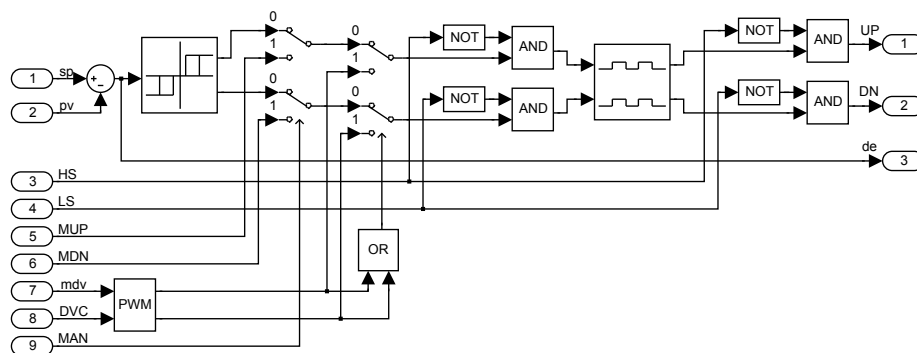 0
0
NOT
NOT
UP
1
1
AND
AND
1
1
sp
+
−
0
0
2
pv
1
1
NOT
AND
NOT
AND
DN
2
de
3
3
HS
4
LS
5
MUP
OR
6
MDN
7
mdv
PWM
8
DVC
9
MAN